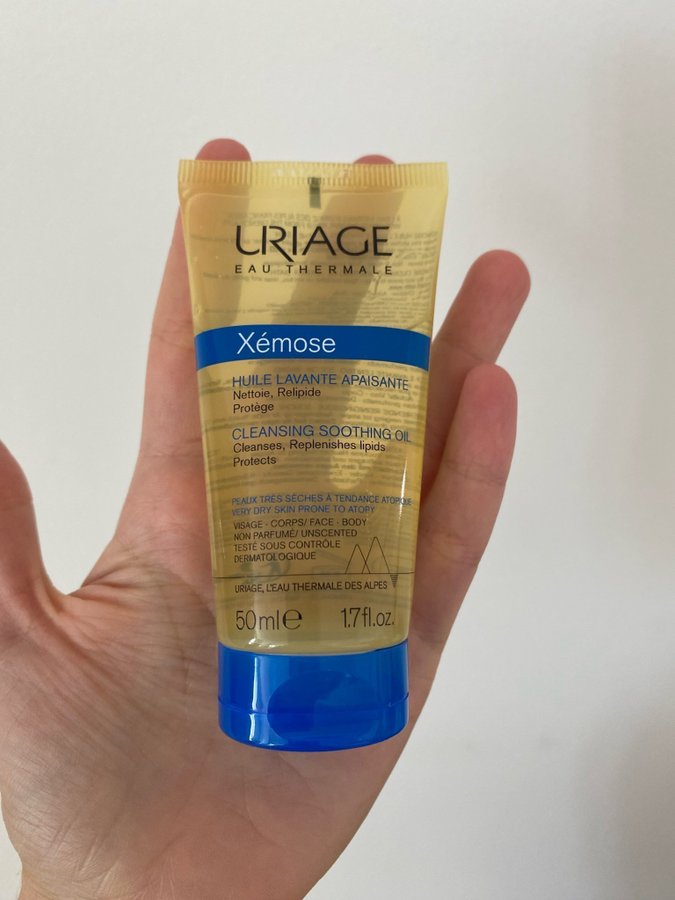 URIAGE
EAU THERMALE
Xémose
HUILE LAVANTE APAISANTE
Nettoie, Relipide
Protège
CLEANSING SOOTHING OIL
Cleanses, Replenishes lipids
Protects
PEAUX TRÈS SÈCHES À TENDANCE ATOPIQUE
VERY DRY SKIN PRONE TO ATOPY
VISAGE - CORPS/ FACE - BODY
NON PARFUMÉ/ UNSCENTED
TESTÉ SOUS CONTRÔLE
DERMATOLOGIQUE
URIAGE, L'EAU THERMALE DES ALPES
50ml℮ 1.7fl.oz.